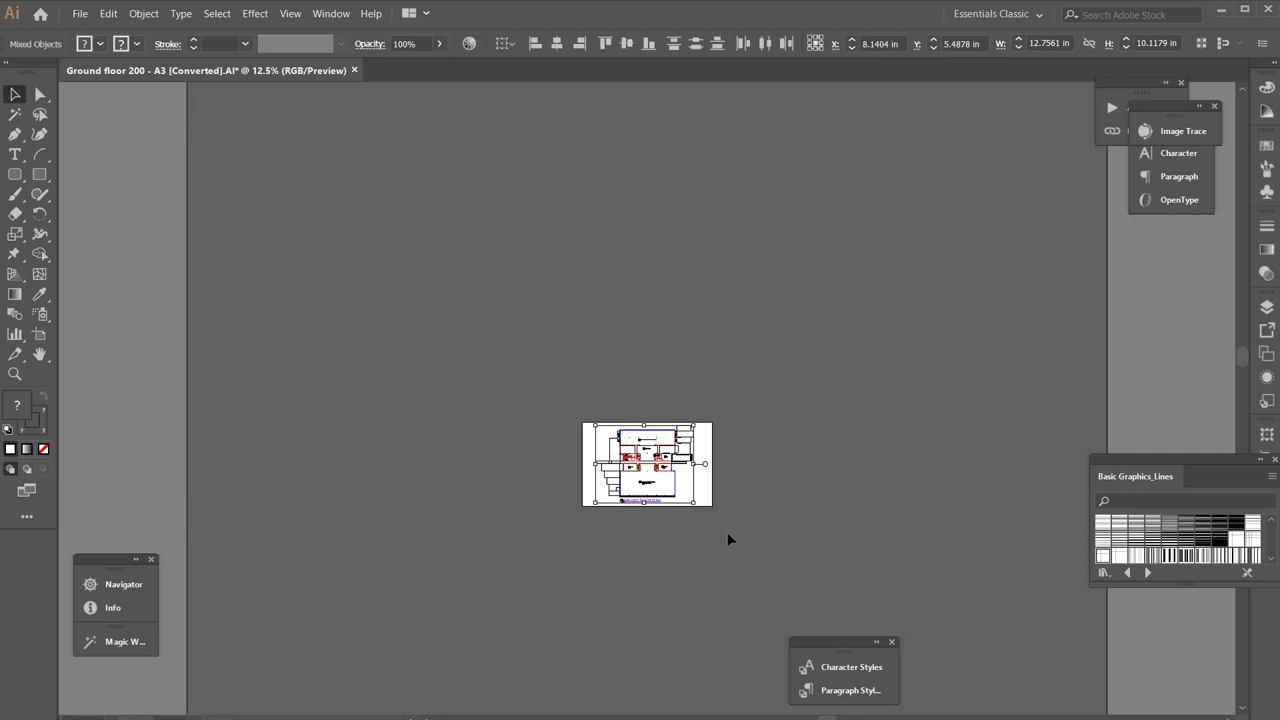 Ai File Edit Object Type Select Effect View Window Help Essentials Classic Search Adobe Stock
Mixed Objects ? ? Stroke: Opacity: 100% X: 8.1404 in Y: 5.4878 in W: 12.7561 in H: 10.1179 in
Ground floor 200 - A3 [Converted].AI* @ 12.5% (RGB/Preview)
Image Trace
Character
Paragraph
OpenType
Basic Graphics_Lines
Navigator
Info
Magic W...
Character Styles
Paragraph Styl...